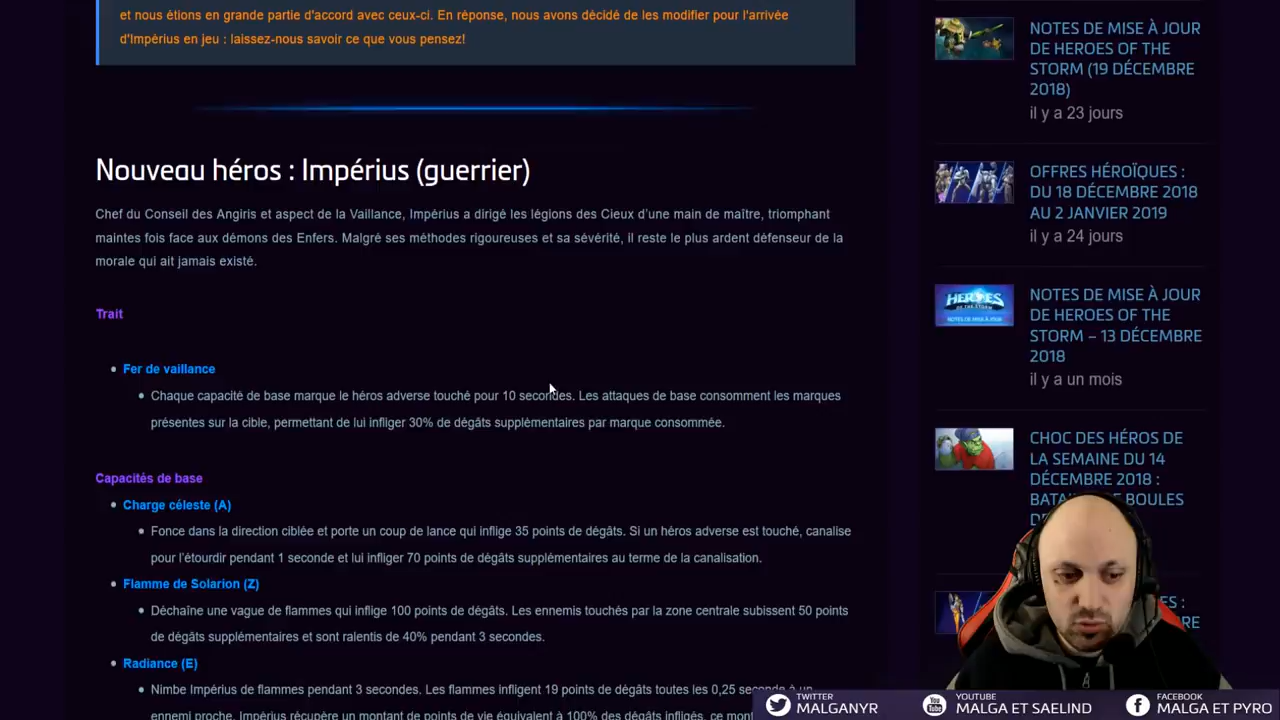 et nous étions en grande partie d'accord avec ceux-ci. En réponse, nous avons décidé de les modifier pour l'arrivée
d'Impérius en jeu : laissez-nous savoir ce que vous pensez!
Nouveau héros : Impérius (guerrier)
Chef du Conseil des Angiris et aspect de la Vaillance, Impérius a dirigé les légions des Cieux d'une main de maître, triomphant
maintes fois face aux démons des Enfers. Malgré ses méthodes rigoureuses et sa sévérité, il reste le plus ardent défenseur de la
morale qui ait jamais existé.
Trait
Fer de vaillance
Chaque capacité de base marque le héros adverse touché pour 10 secondes. Les attaques de base consomment les marques
présentes sur la cible, permettant de lui infliger 30% de dégâts supplémentaires par marque consommée.
Capacités de base
Charge céleste (A)
Fonce dans la direction ciblée et porte un coup de lance qui inflige 35 points de dégâts. Si un héros adverse est touché, canalise
pour l'étourdir pendant 1 seconde et lui infliger 70 points de dégâts supplémentaires au terme de la canalisation.
Flamme de Solarion (Z)
Déchaîne une vague de flammes qui inflige 100 points de dégâts. Les ennemis touchés par la zone centrale subissent 50 points
de dégâts supplémentaires et sont ralentis de 40% pendant 3 secondes.
Radiance (E)
Nimbe Impérius de flammes pendant 3 secondes. Les flammes infligent 19 points de dégâts toutes les 0,25 seconde à un
ennemi proche. Impérius récupère un montant de points de vie équivalent à 100% des dégâts infligés, ce
NOTES DE MISE À JOUR
DE HEROES OF THE
STORM (19 DÉCEMBRE
2018)
il y a 23 jours
OFFRES HÉROÏQUES :
DU 18 DÉCEMBRE 2018
AU 2 JANVIER 2019
il y a 24 jours
HEROES
NOTES DE MISE À JOUR
DE HEROES OF THE
STORM – 13 DÉCEMBRE
2018
il y a un mois
CHOC DES HÉROS DE
LA SEMAINE DU 14
DÉCEMBRE 2018 :
DE BOULES
TWITTER
MALGANYR
YOUTUBE
MALGA ET SAELIND
FACEBOOK
MALGA ET PYRO